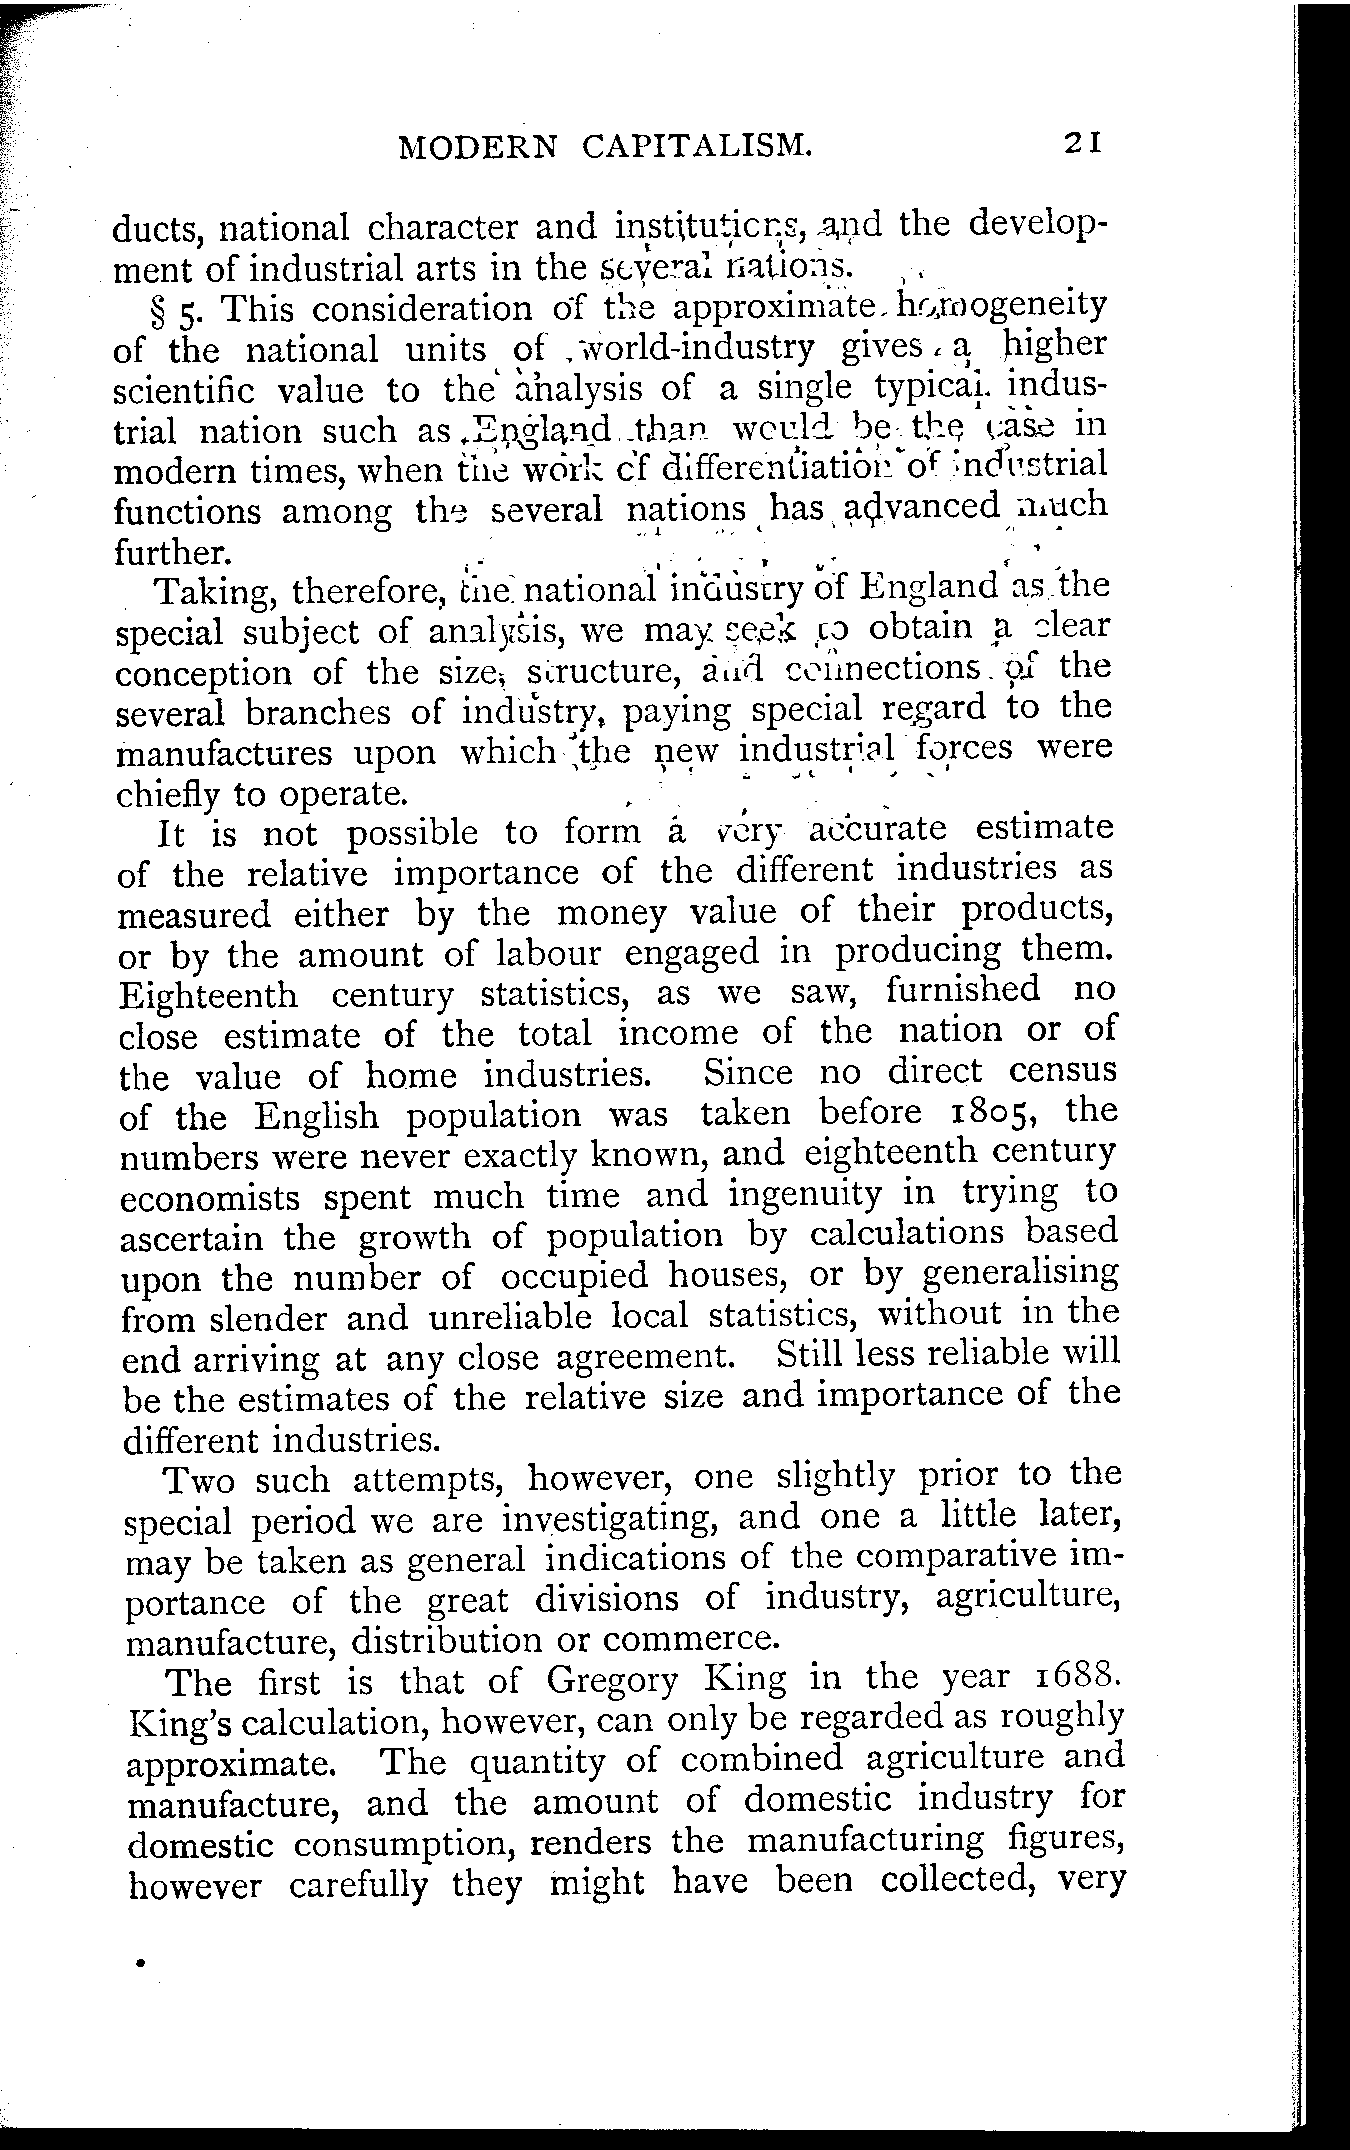 MODERN CAPITALISM. 21
ducts, national character and institutions, and the develop-
ment of industrial arts in the several nations.
§ 5. This consideration of the approximate homogeneity
of the national units of world-industry gives a higher
scientific value to the analysis of a single typical indus-
trial nation such as England than would be the case in
modern times, when the work of differentiation of industrial
functions among the several nations has advanced much
further.
Taking, therefore, the national industry of England as the
special subject of analysis, we may seek to obtain a clear
conception of the size, structure, and connections of the
several branches of industry, paying special regard to the
manufactures upon which the new industrial forces were
chiefly to operate.
It is not possible to form a very accurate estimate
of the relative importance of the different industries as
measured either by the money value of their products,
or by the amount of labour engaged in producing them.
Eighteenth century statistics, as we saw, furnished no
close estimate of the total income of the nation or of
the value of home industries. Since no direct census
of the English population was taken before 1805, the
numbers were never exactly known, and eighteenth century
economists spent much time and ingenuity in trying to
ascertain the growth of population by calculations based
upon the number of occupied houses, or by generalising
from slender and unreliable local statistics, without in the
end arriving at any close agreement. Still less reliable will
be the estimates of the relative size and importance of the
different industries.
Two such attempts, however, one slightly prior to the
special period we are investigating, and one a little later,
may be taken as general indications of the comparative im-
portance of the great divisions of industry, agriculture,
manufacture, distribution or commerce.
The first is that of Gregory King in the year 1688.
King's calculation, however, can only be regarded as roughly
approximate. The quantity of combined agriculture and
manufacture, and the amount of domestic industry for
domestic consumption, renders the manufacturing figures,
however carefully they might have been collected, very